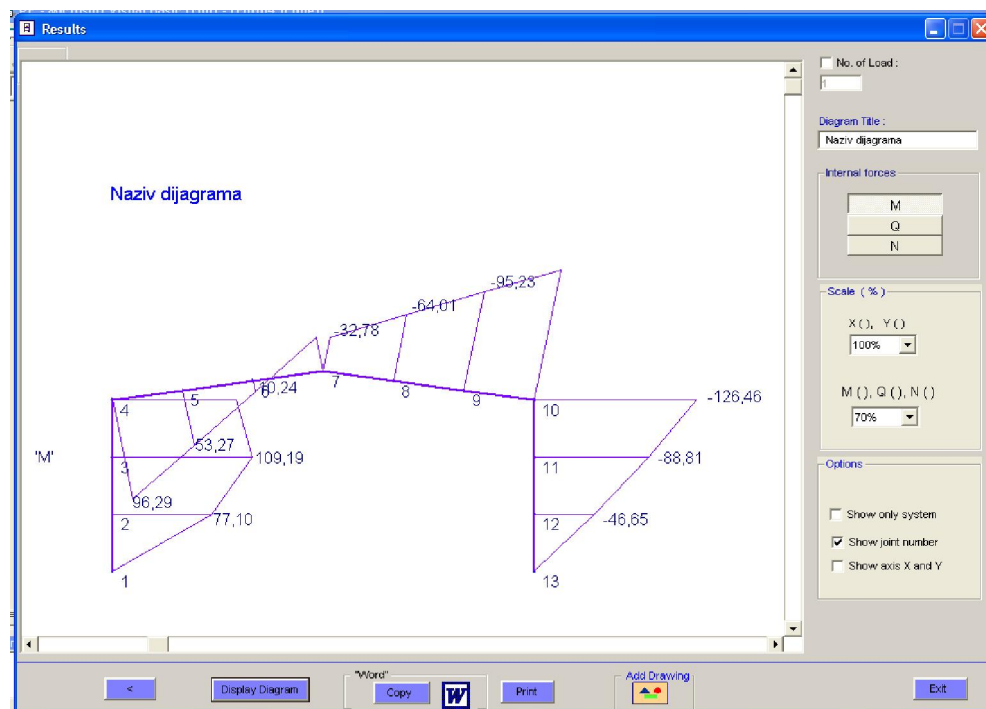 Results
No. of Load :
1
Diagram Title :
Naziv dijagrama
Internal forces
M
Q
N
Scale ( % )
X (), Y ()
100%
M (), Q (), N ()
70%
Options
Show only system
Show joint number
Show axis X and Y
Naziv dijagrama
-95,23
-64,01
-32,78
7
10,24
6
8
5
9
4
10
-126,46
53,27
'M'
3
109,19
11
-88,81
96,29
2
77,10
12
-46,65
1
13
<
Display Diagram
"Word"
Copy
W
Print
Add Drawing
Exit